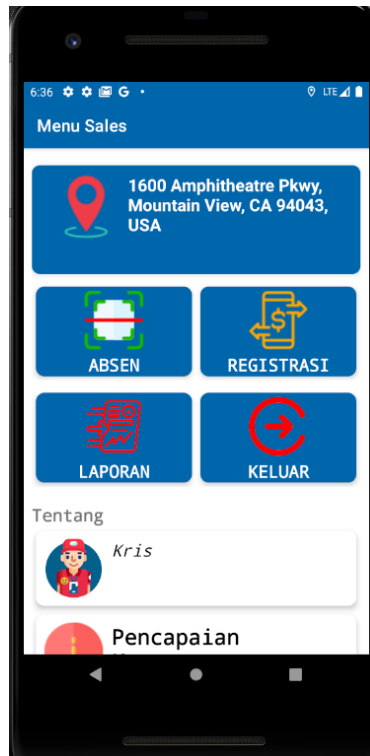 6:36 G LTE
Menu Sales
1600 Amphitheatre Pkwy,
Mountain View, CA 94043,
USA
ABSEN REGISTRASI
LAPORAN KELUAR
Tentang
Kris
Pencapaian